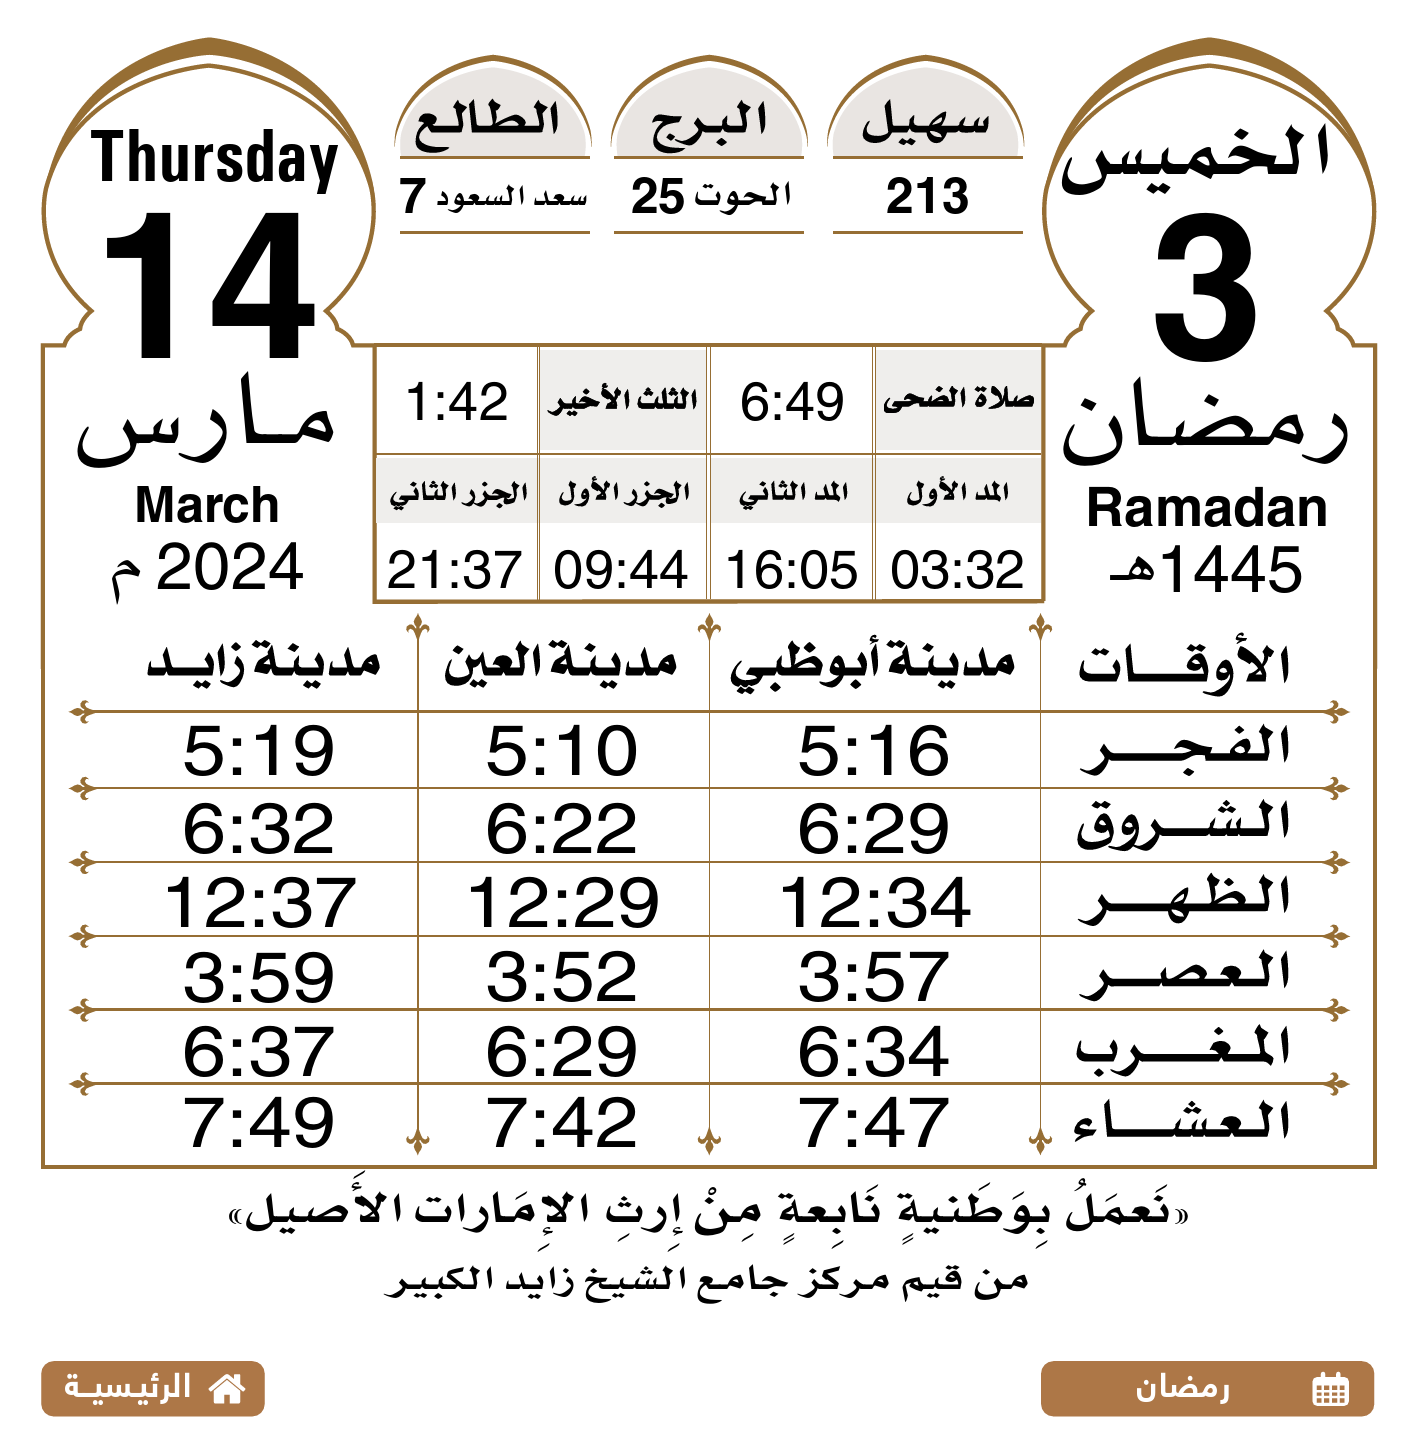 الخميس
3
رمضان
Ramadan
1445هـ
سهيل
213
البرج
الحوت 25
الطالع
سعد السعود 7
Thursday
14
مارس
March
2024 م
صلاة الضحى 6:49 الثلث الأخير 1:42
المد الأول المد الثاني الجزر الأول الجزر الثاني
03:32 16:05 09:44 21:37
الأوقات مدينة أبوظبي مدينة العين مدينة زايد
الفجر 5:16 5:10 5:19
الشروق 6:29 6:22 6:32
الظهر 12:34 12:29 12:37
العصر 3:57 3:52 3:59
المغرب 6:34 6:29 6:37
العشاء 7:47 7:42 7:49
«نَعمَلُ بِوَطَنيةٍ نَابِعةٍ مِنْ إِرثِ الإِمَارات الأَصيل»
من قيم مركز جامع الشيخ زايد الكبير
رمضان
الرئيسية